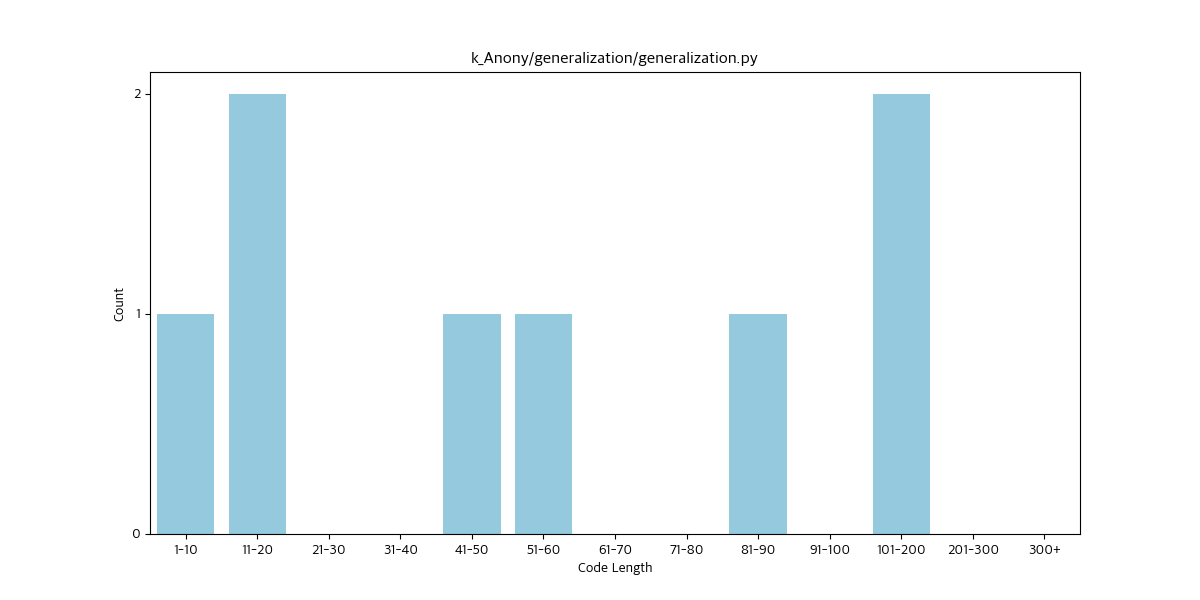 k_Anony/generalization/generalization.py
Count
2
1
0
1-10 11-20 21-30 31-40 41-50 51-60 61-70 71-80 81-90 91-100 101-200 201-300 300+
Code Length